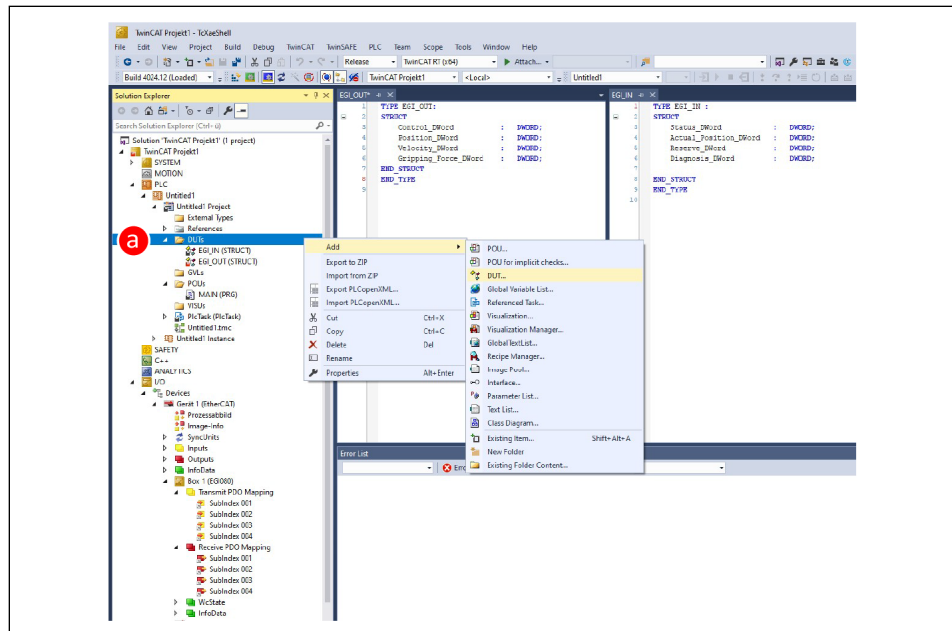 TwinCAT Projekt1 - TcXaeShell
File Edit View Project Build Debug TwinCAT TwinSAFE PLC Team Scope Tools Window Help
Release TwinCAT RT (x64) Attach...
Build 4024.12 (Loaded) TwinCAT Projekt1 <Local> Untitled1
Solution Explorer
Search Solution Explorer (Ctrl+ü)
Solution 'TwinCAT Projekt1' (1 project)
TwinCAT Projekt1
SYSTEM
MOTION
PLC
Untitled1
Untitled1 Project
External Types
References
a
DUTs
EGI_IN (STRUCT)
EGI_OUT (STRUCT)
GVLs
POUs
MAIN (PRG)
VISUs
PlcTask (PlcTask)
Untitled1.tmc
Untitled1 Instance
SAFETY
C++
ANALYTICS
I/O
Devices
Gerät 1 (EtherCAT)
Prozessabbild
Image-Info
SyncUnits
Inputs
Outputs
InfoData
Box 1 (EGI080)
Transmit PDO Mapping
SubIndex 001
SubIndex 002
SubIndex 003
SubIndex 004
Receive PDO Mapping
SubIndex 001
SubIndex 002
SubIndex 003
SubIndex 004
WcState
InfoData
EGI_OUT*
1 TYPE EGI_OUT:
2 STRUCT
3 Control_DWord : DWORD;
4 Position_DWord : DWORD;
5 Velocity_DWord : DWORD;
6 Gripping_Force_DWord : DWORD;
7 END_STRUCT
8 END_TYPE
9
EGI_IN
1 TYPE EGI_IN :
2 STRUCT
3 Status_DWord : DWORD;
4 Actual_Position_DWord : DWORD;
5 Reserve_DWord : DWORD;
6 Diagnosis_DWord : DWORD;
7
8 END_STRUCT
9 END_TYPE
10
Add
Export to ZIP
Import from ZIP
Export PLCopenXML...
Import PLCopenXML...
Cut Ctrl+X
Copy Ctrl+C
Delete Del
Rename
Properties Alt+Enter
POU...
POU for implicit checks...
DUT...
Global Variable List...
Referenced Task...
Visualization...
Visualization Manager...
GlobalTextList...
Recipe Manager...
Image Pool...
Interface...
Parameter List...
Text List...
Class Diagram...
Existing Item... Shift+Alt+A
New Folder
Existing Folder Content...
Error List